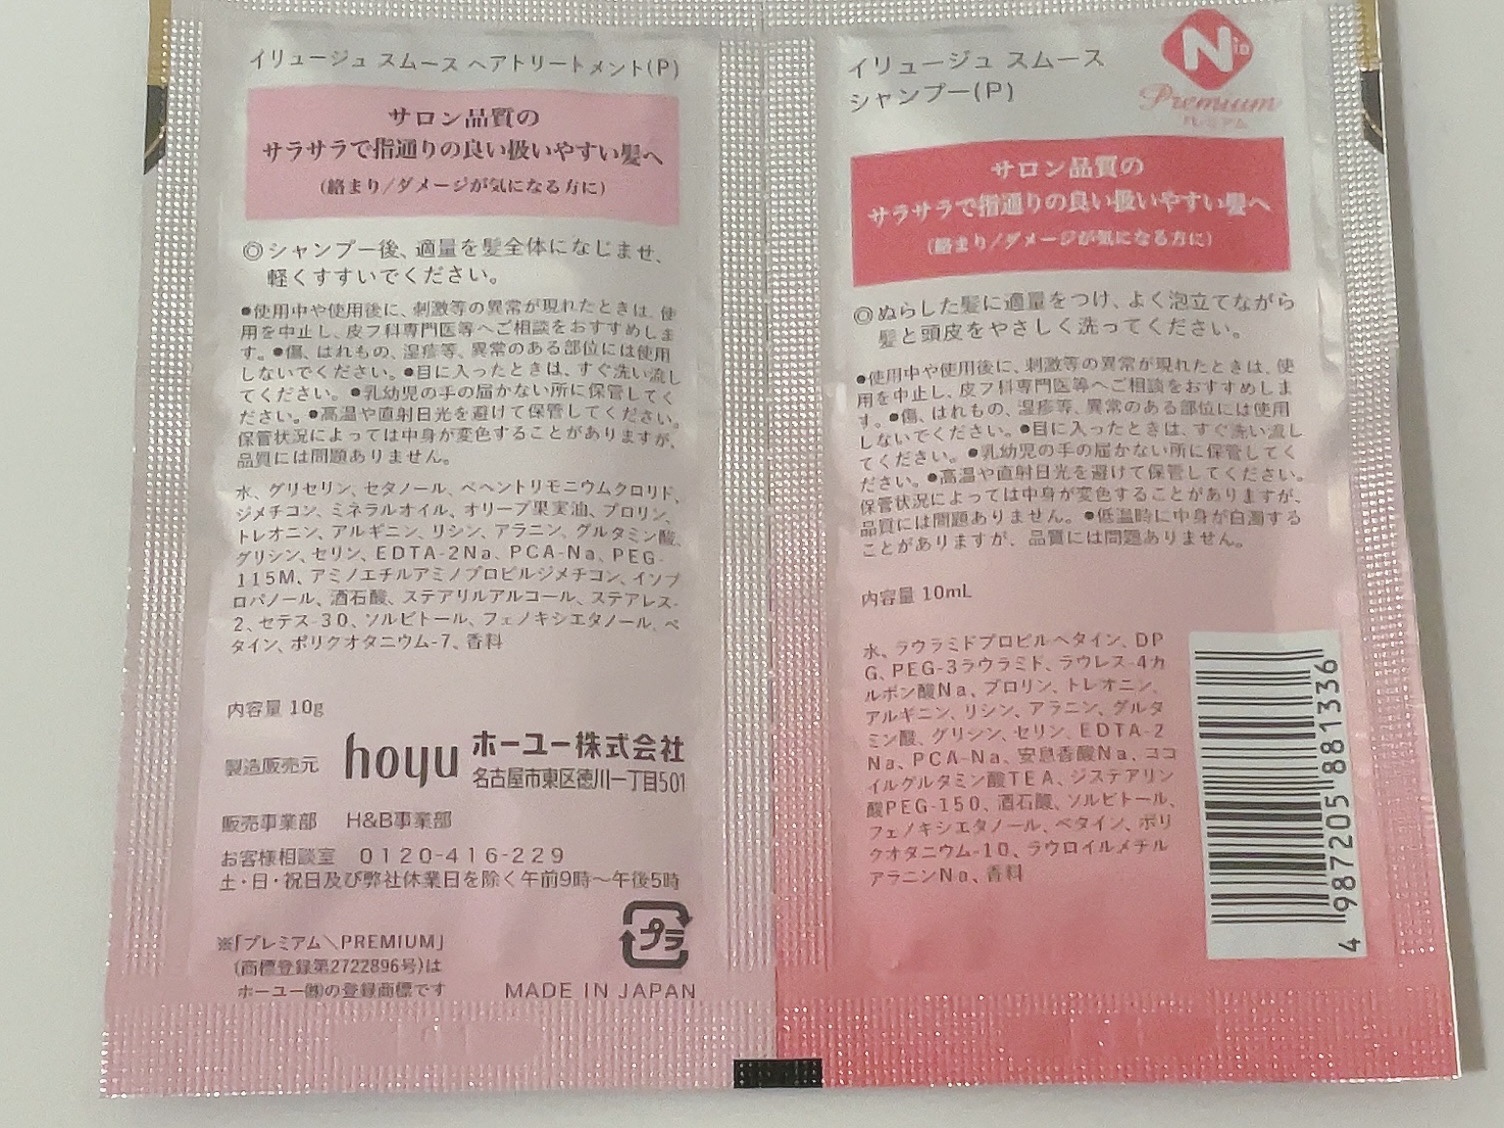 イリュージュ スムース ヘアトリートメント(P)
サロン品質の
サラサラで指通りの良い扱いやすい髪へ
(絡まり/ダメージが気になる方に)
◎シャンプー後、適量を髪全体になじませ、
軽くすすいでください。
●使用中や使用後に、刺激等の異常が現れたときは、使
用を中止し、皮フ科専門医等へご相談をおすすめしま
す。●傷、はれもの、湿疹等、異常のある部位には使用
しないでください。●目に入ったときは、すぐ洗い流し
てください。●乳幼児の手の届かない所に保管してく
ださい。●高温や直射日光を避けて保管してください。
保管状況によっては中身が変色することがありますが、
品質には問題ありません。
水、グリセリン、セタノール、ベヘントリモニウムクロリド、
ジメチコン、ミネラルオイル、オリーブ果実油、プロリン、
トレオニン、アルギニン、リシン、アラニン、グルタミン酸、
グリシン、セリン、EDTA-2Na、PCA-Na、PEG-
115M、アミノエチルアミノプロピルジメチコン、イソプ
ロパノール、酒石酸、ステアリルアルコール、ステアレス-
2、セテス-30、ソルビトール、フェノキシエタノール、ベ
タイン、ポリクオタニウム-7、香料
内容量 10g
製造販売元 hoyu ホーユー株式会社
名古屋市東区徳川一丁目501
販売事業部 H&B事業部
お客様相談室 0120-416-229
土・日・祝日及び弊社休業日を除く午前9時〜午後5時
※「プレミアム＼PREMIUM」
(商標登録第2722896号)は
ホーユー㈱の登録商標です
プラ
MADE IN JAPAN
イリュージュ スムース
シャンプー(P)
N iD
Premium
プレミアム
サロン品質の
サラサラで指通りの良い扱いやすい髪へ
(絡まり/ダメージが気になる方に)
◎ぬらした髪に適量をつけ、よく泡立てながら
髪と頭皮をやさしく洗ってください。
●使用中や使用後に、刺激等の異常が現れたときは、使
用を中止し、皮フ科専門医等へご相談をおすすめしま
す。●傷、はれもの、湿疹等、異常のある部位には使用
しないでください。●目に入ったときは、すぐ洗い流し
てください。●乳幼児の手の届かない所に保管してく
ださい。●高温や直射日光を避けて保管してください。
保管状況によっては中身が変色することがありますが、
品質には問題ありません。●低温時に中身が白濁する
ことがありますが、品質には問題ありません。
内容量 10mL
水、ラウラミドプロピルベタイン、DP
G、PEG-3ラウラミド、ラウレス-4カ
ルボン酸Na、プロリン、トレオニン、
アルギニン、リシン、アラニン、グルタ
ミン酸、グリシン、セリン、EDTA-2
Na、PCA-Na、安息香酸Na、ココ
イルグルタミン酸TEA、ジステアリン
酸PEG-150、酒石酸、ソルビトール、
フェノキシエタノール、ベタイン、ポリ
クオタニウム-10、ラウロイルメチル
アラニンNa、香料
4 987205 881336